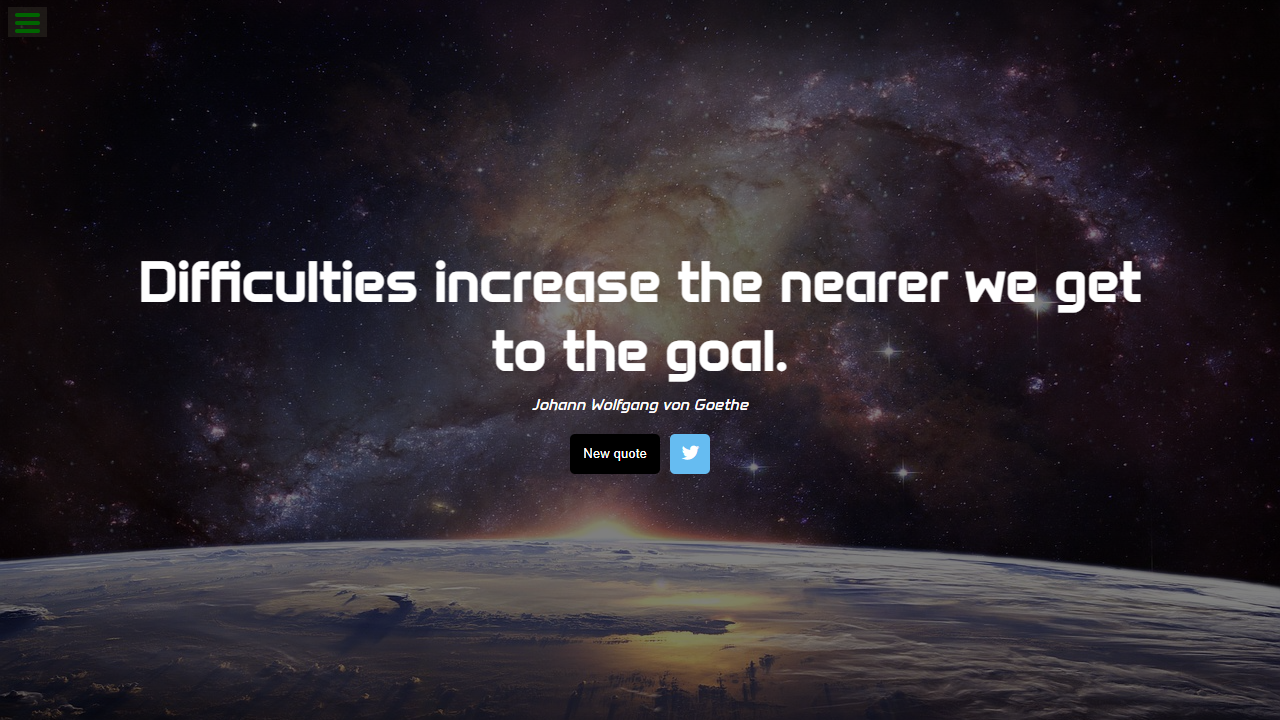 Difficulties increase the nearer we get
to the goal.
Johann Wolfgang von Goethe
New quote